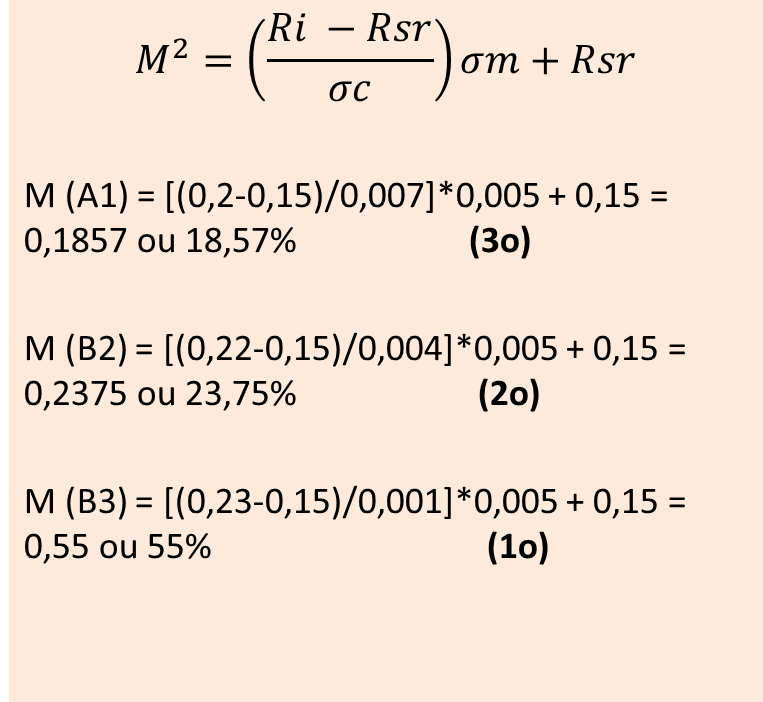 M² = (Ri − Rsr / σc) σm + Rsr
M (A1) = [(0,2-0,15)/0,007]*0,005 + 0,15 =
0,1857 ou 18,57% (3o)
M (B2) = [(0,22-0,15)/0,004]*0,005 + 0,15 =
0,2375 ou 23,75% (2o)
M (B3) = [(0,23-0,15)/0,001]*0,005 + 0,15 =
0,55 ou 55% (1o)